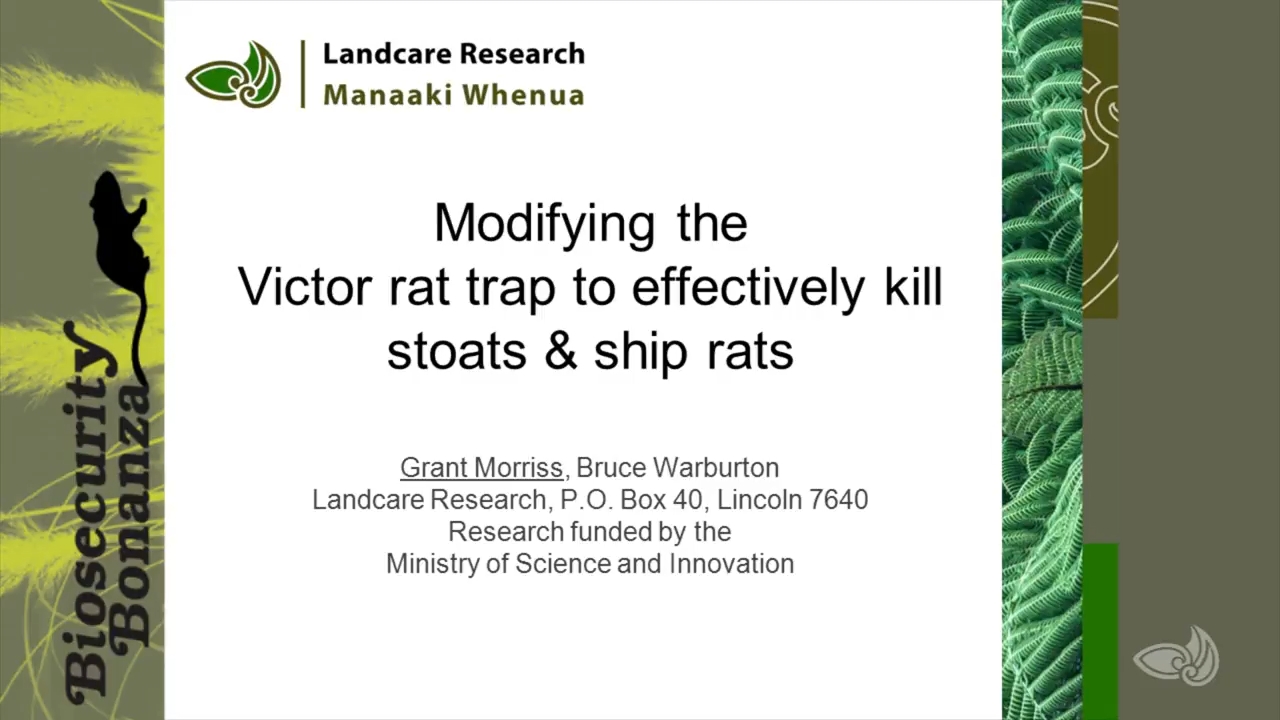 Landcare Research
Manaaki Whenua
Modifying the
Victor rat trap to effectively kill
stoats & ship rats
Grant Morriss, Bruce Warburton
Landcare Research, P.O. Box 40, Lincoln 7640
Research funded by the
Ministry of Science and Innovation
Biosecurity
Bonanza